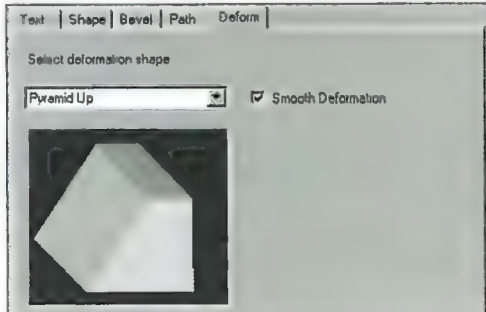 Text Shape Bevel Path Deform
Select deformation shape
Pyramid Up
Smooth Deformation